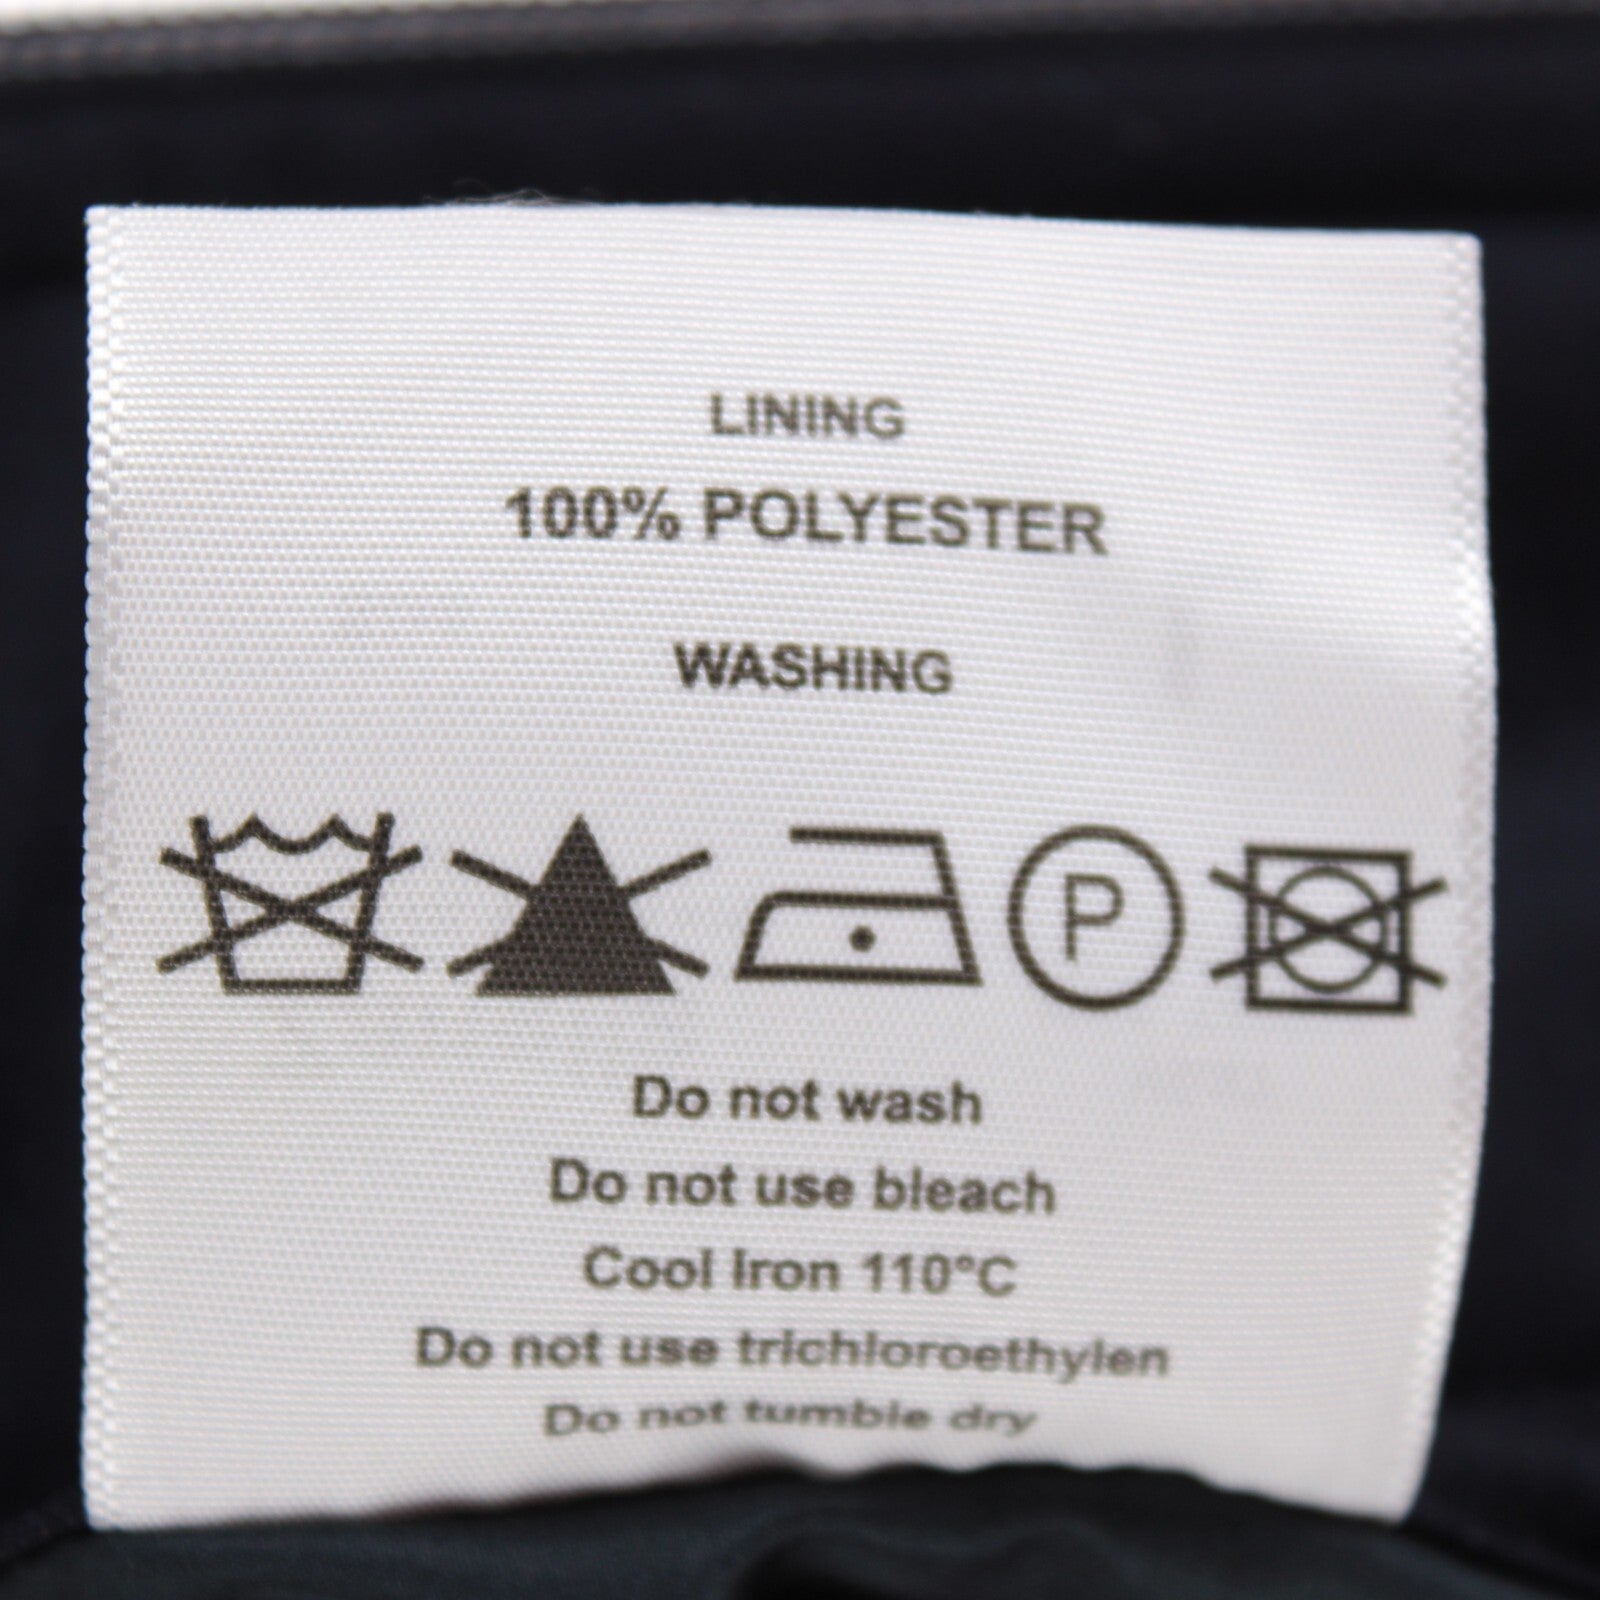 LINING
100% POLYESTER
WASHING
P
Do not wash
Do not use bleach
Cool Iron 110°C
Do not use trichloroethylen
Do not tumble dry